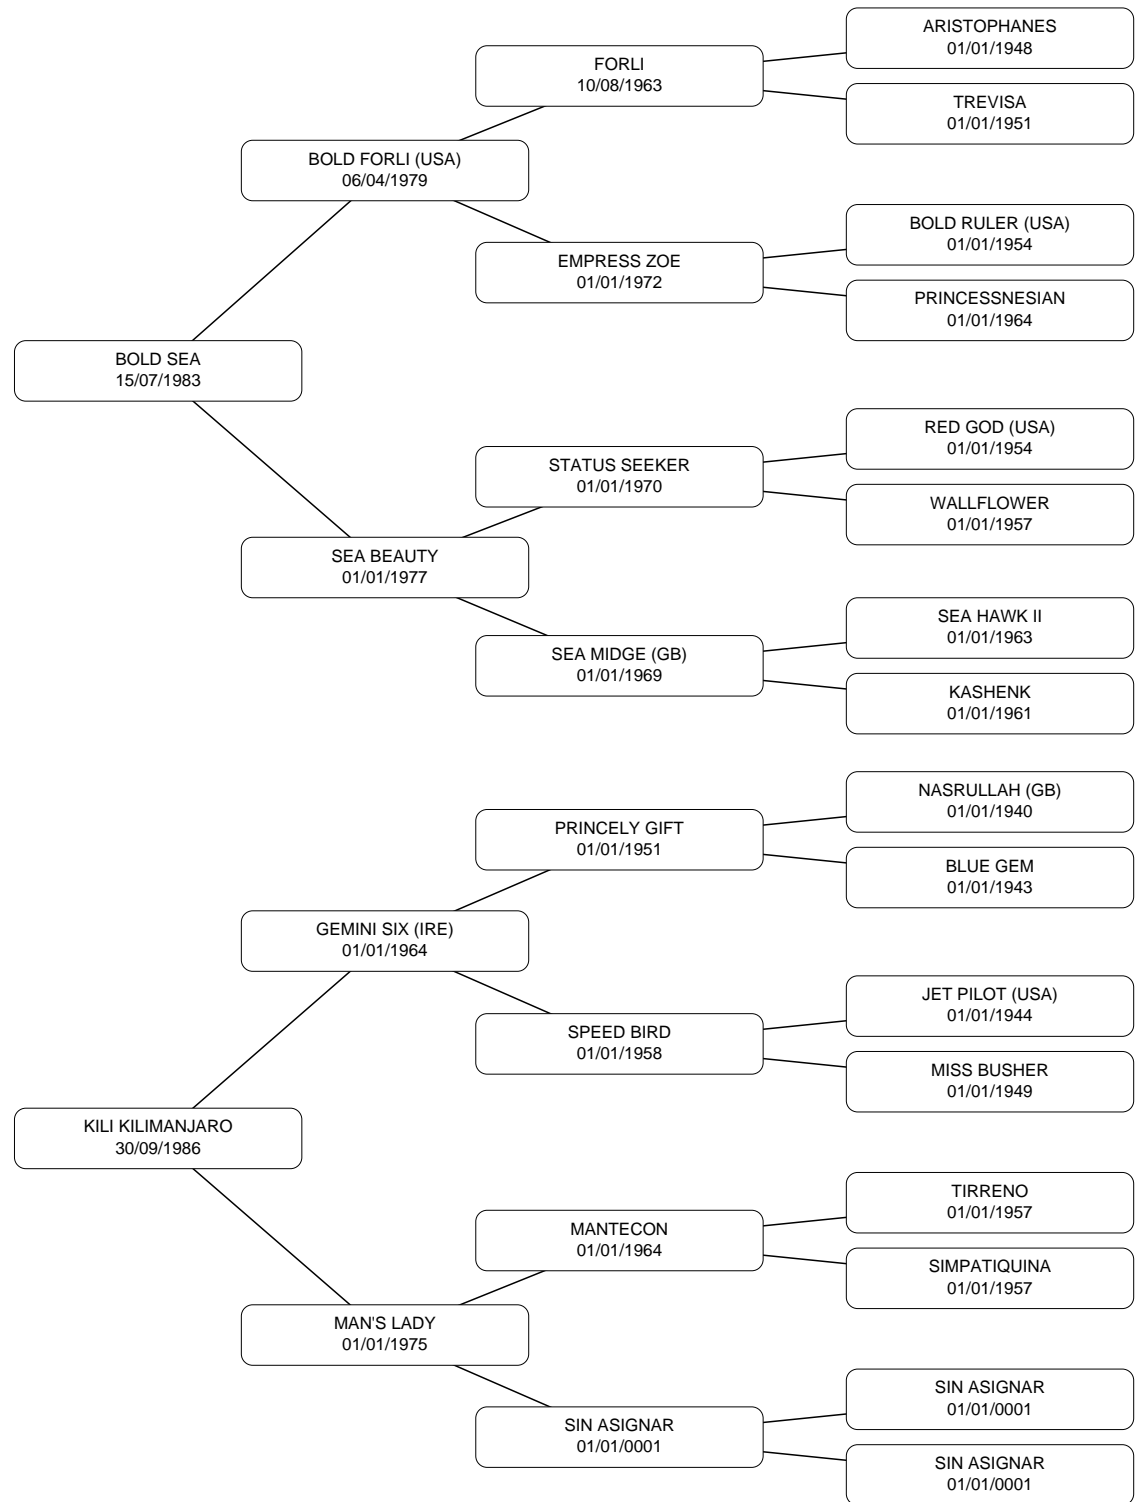 ARISTOPHANES
01/01/1948
FORLI
10/08/1963
TREVISA
01/01/1951
BOLD FORLI (USA)
06/04/1979
BOLD RULER (USA)
01/01/1954
EMPRESS ZOE
01/01/1972
PRINCESSNESIAN
01/01/1964
BOLD SEA
15/07/1983
RED GOD (USA)
01/01/1954
STATUS SEEKER
01/01/1970
WALLFLOWER
01/01/1957
SEA BEAUTY
01/01/1977
SEA HAWK II
01/01/1963
SEA MIDGE (GB)
01/01/1969
KASHENK
01/01/1961
NASRULLAH (GB)
01/01/1940
PRINCELY GIFT
01/01/1951
BLUE GEM
01/01/1943
GEMINI SIX (IRE)
01/01/1964
JET PILOT (USA)
01/01/1944
SPEED BIRD
01/01/1958
MISS BUSHER
01/01/1949
KILI KILIMANJARO
30/09/1986
TIRRENO
01/01/1957
MANTECON
01/01/1964
SIMPATIQUINA
01/01/1957
MAN'S LADY
01/01/1975
SIN ASIGNAR
01/01/0001
SIN ASIGNAR
01/01/0001
SIN ASIGNAR
01/01/0001